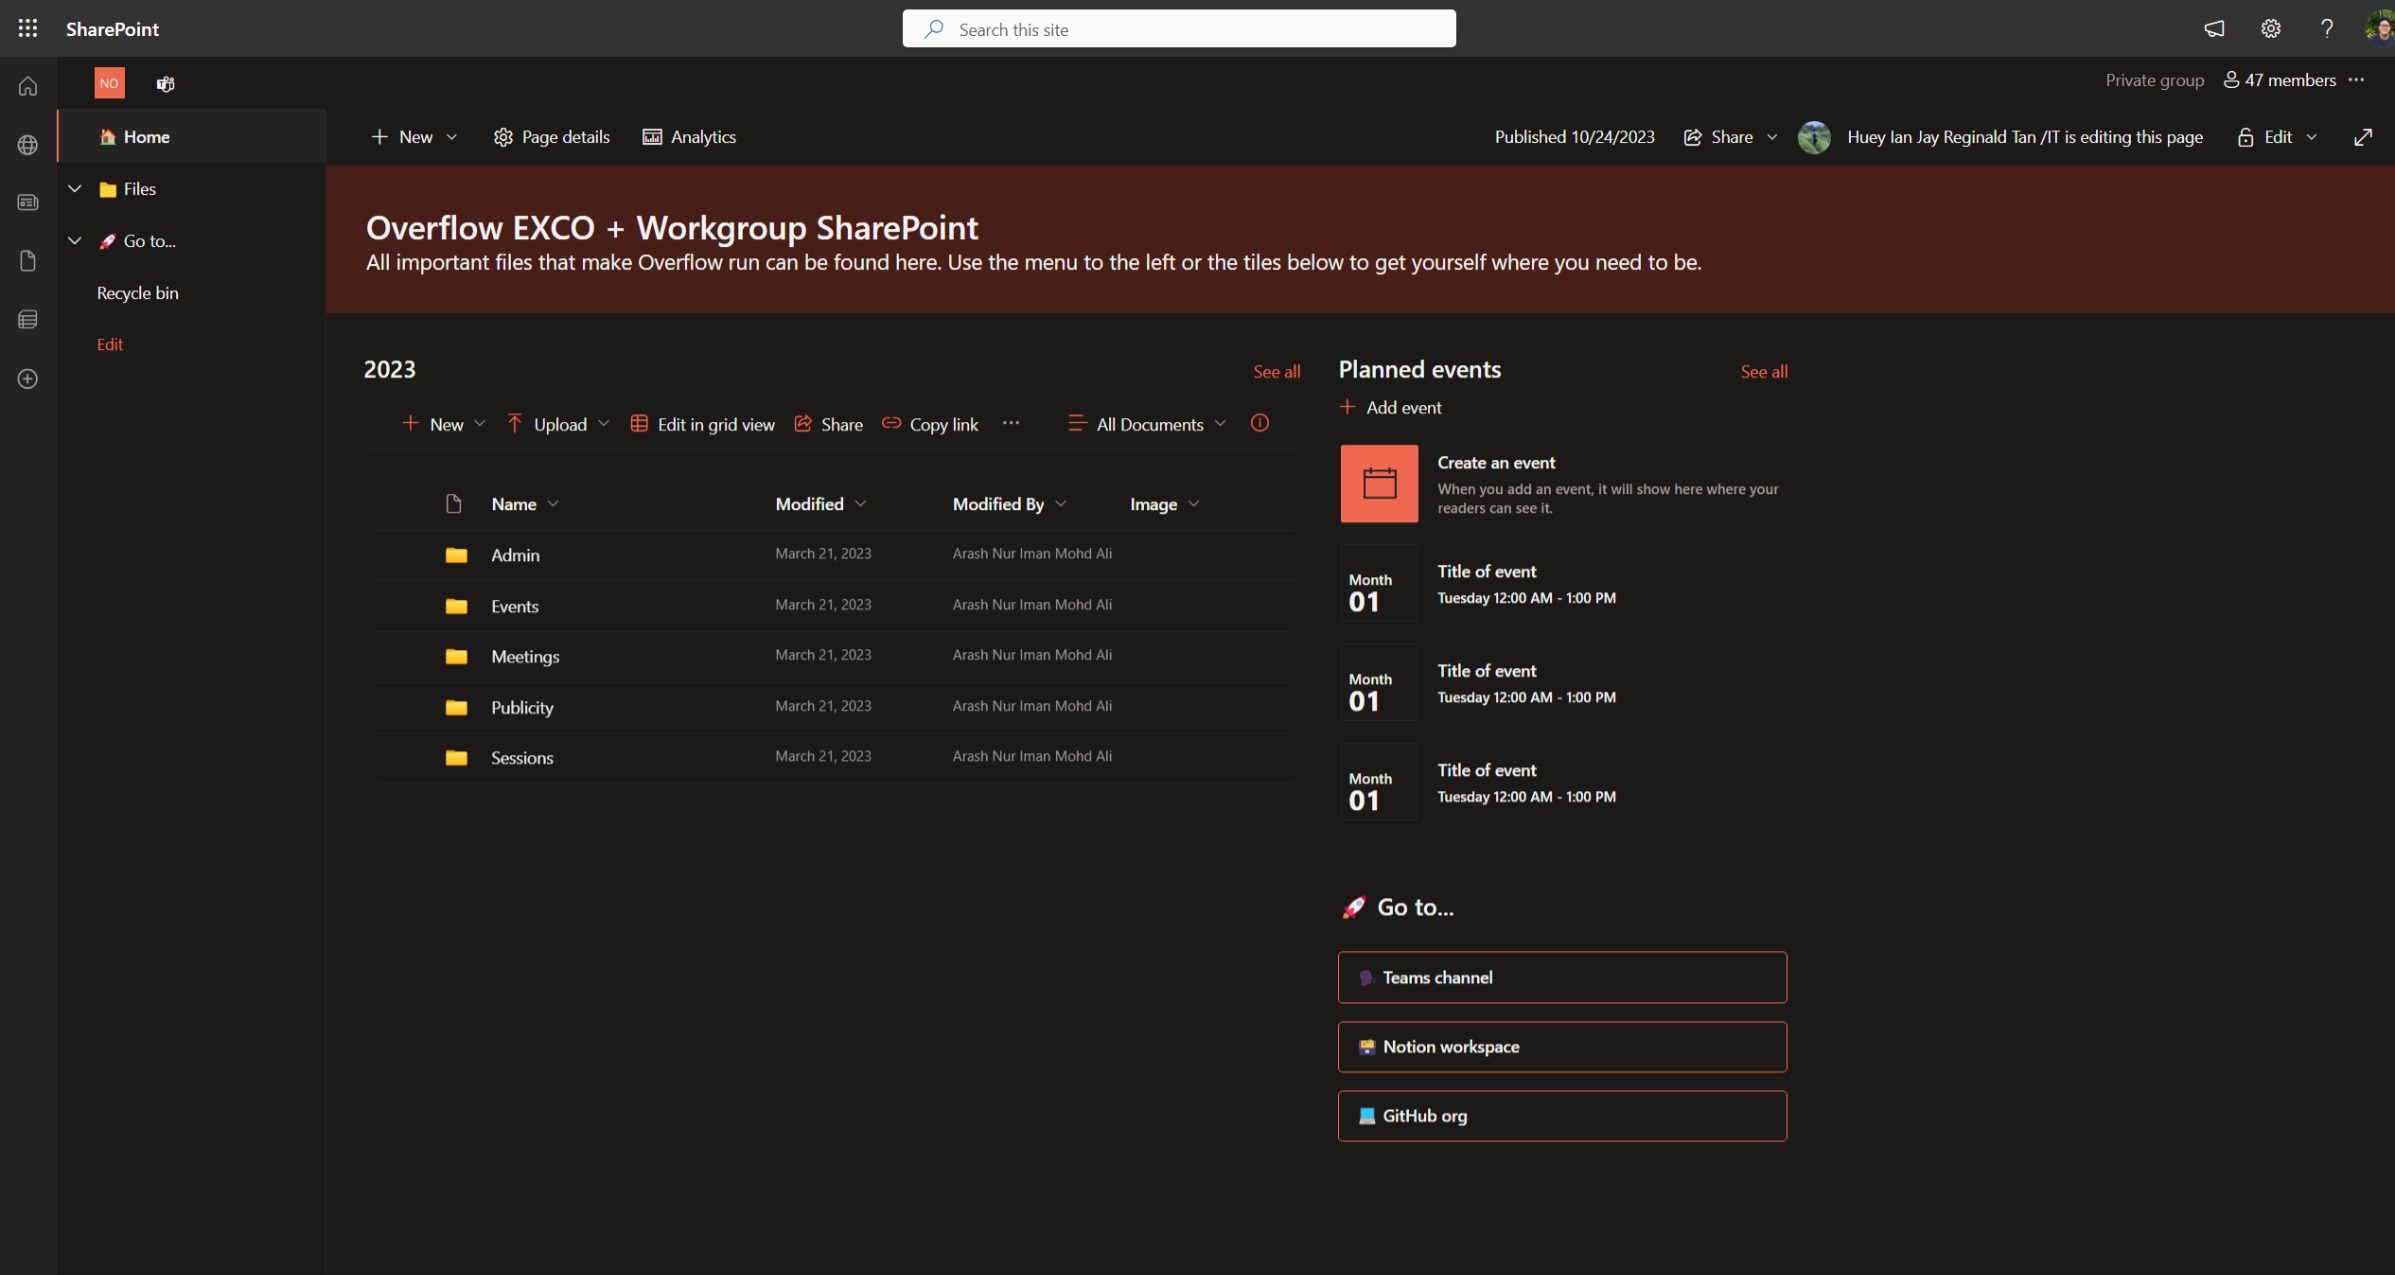 SharePoint
Search this site
NO
Private group
47 members
Home
New
Page details
Analytics
Published 10/24/2023
Share
Huey Ian Jay Reginald Tan /IT is editing this page
Edit
Files
Go to...
Recycle bin
Edit
Overflow EXCO + Workgroup SharePoint
All important files that make Overflow run can be found here. Use the menu to the left or the tiles below to get yourself where you need to be.
2023
See all
New
Upload
Edit in grid view
Share
Copy link
All Documents
Name
Modified
Modified By
Image
Admin
March 21, 2023
Arash Nur Iman Mohd Ali
Events
March 21, 2023
Arash Nur Iman Mohd Ali
Meetings
March 21, 2023
Arash Nur Iman Mohd Ali
Publicity
March 21, 2023
Arash Nur Iman Mohd Ali
Sessions
March 21, 2023
Arash Nur Iman Mohd Ali
Planned events
See all
Add event
Create an event
When you add an event, it will show here where your
readers can see it.
Month
01
Title of event
Tuesday 12:00 AM - 1:00 PM
Month
01
Title of event
Tuesday 12:00 AM - 1:00 PM
Month
01
Title of event
Tuesday 12:00 AM - 1:00 PM
Go to...
Teams channel
Notion workspace
GitHub org